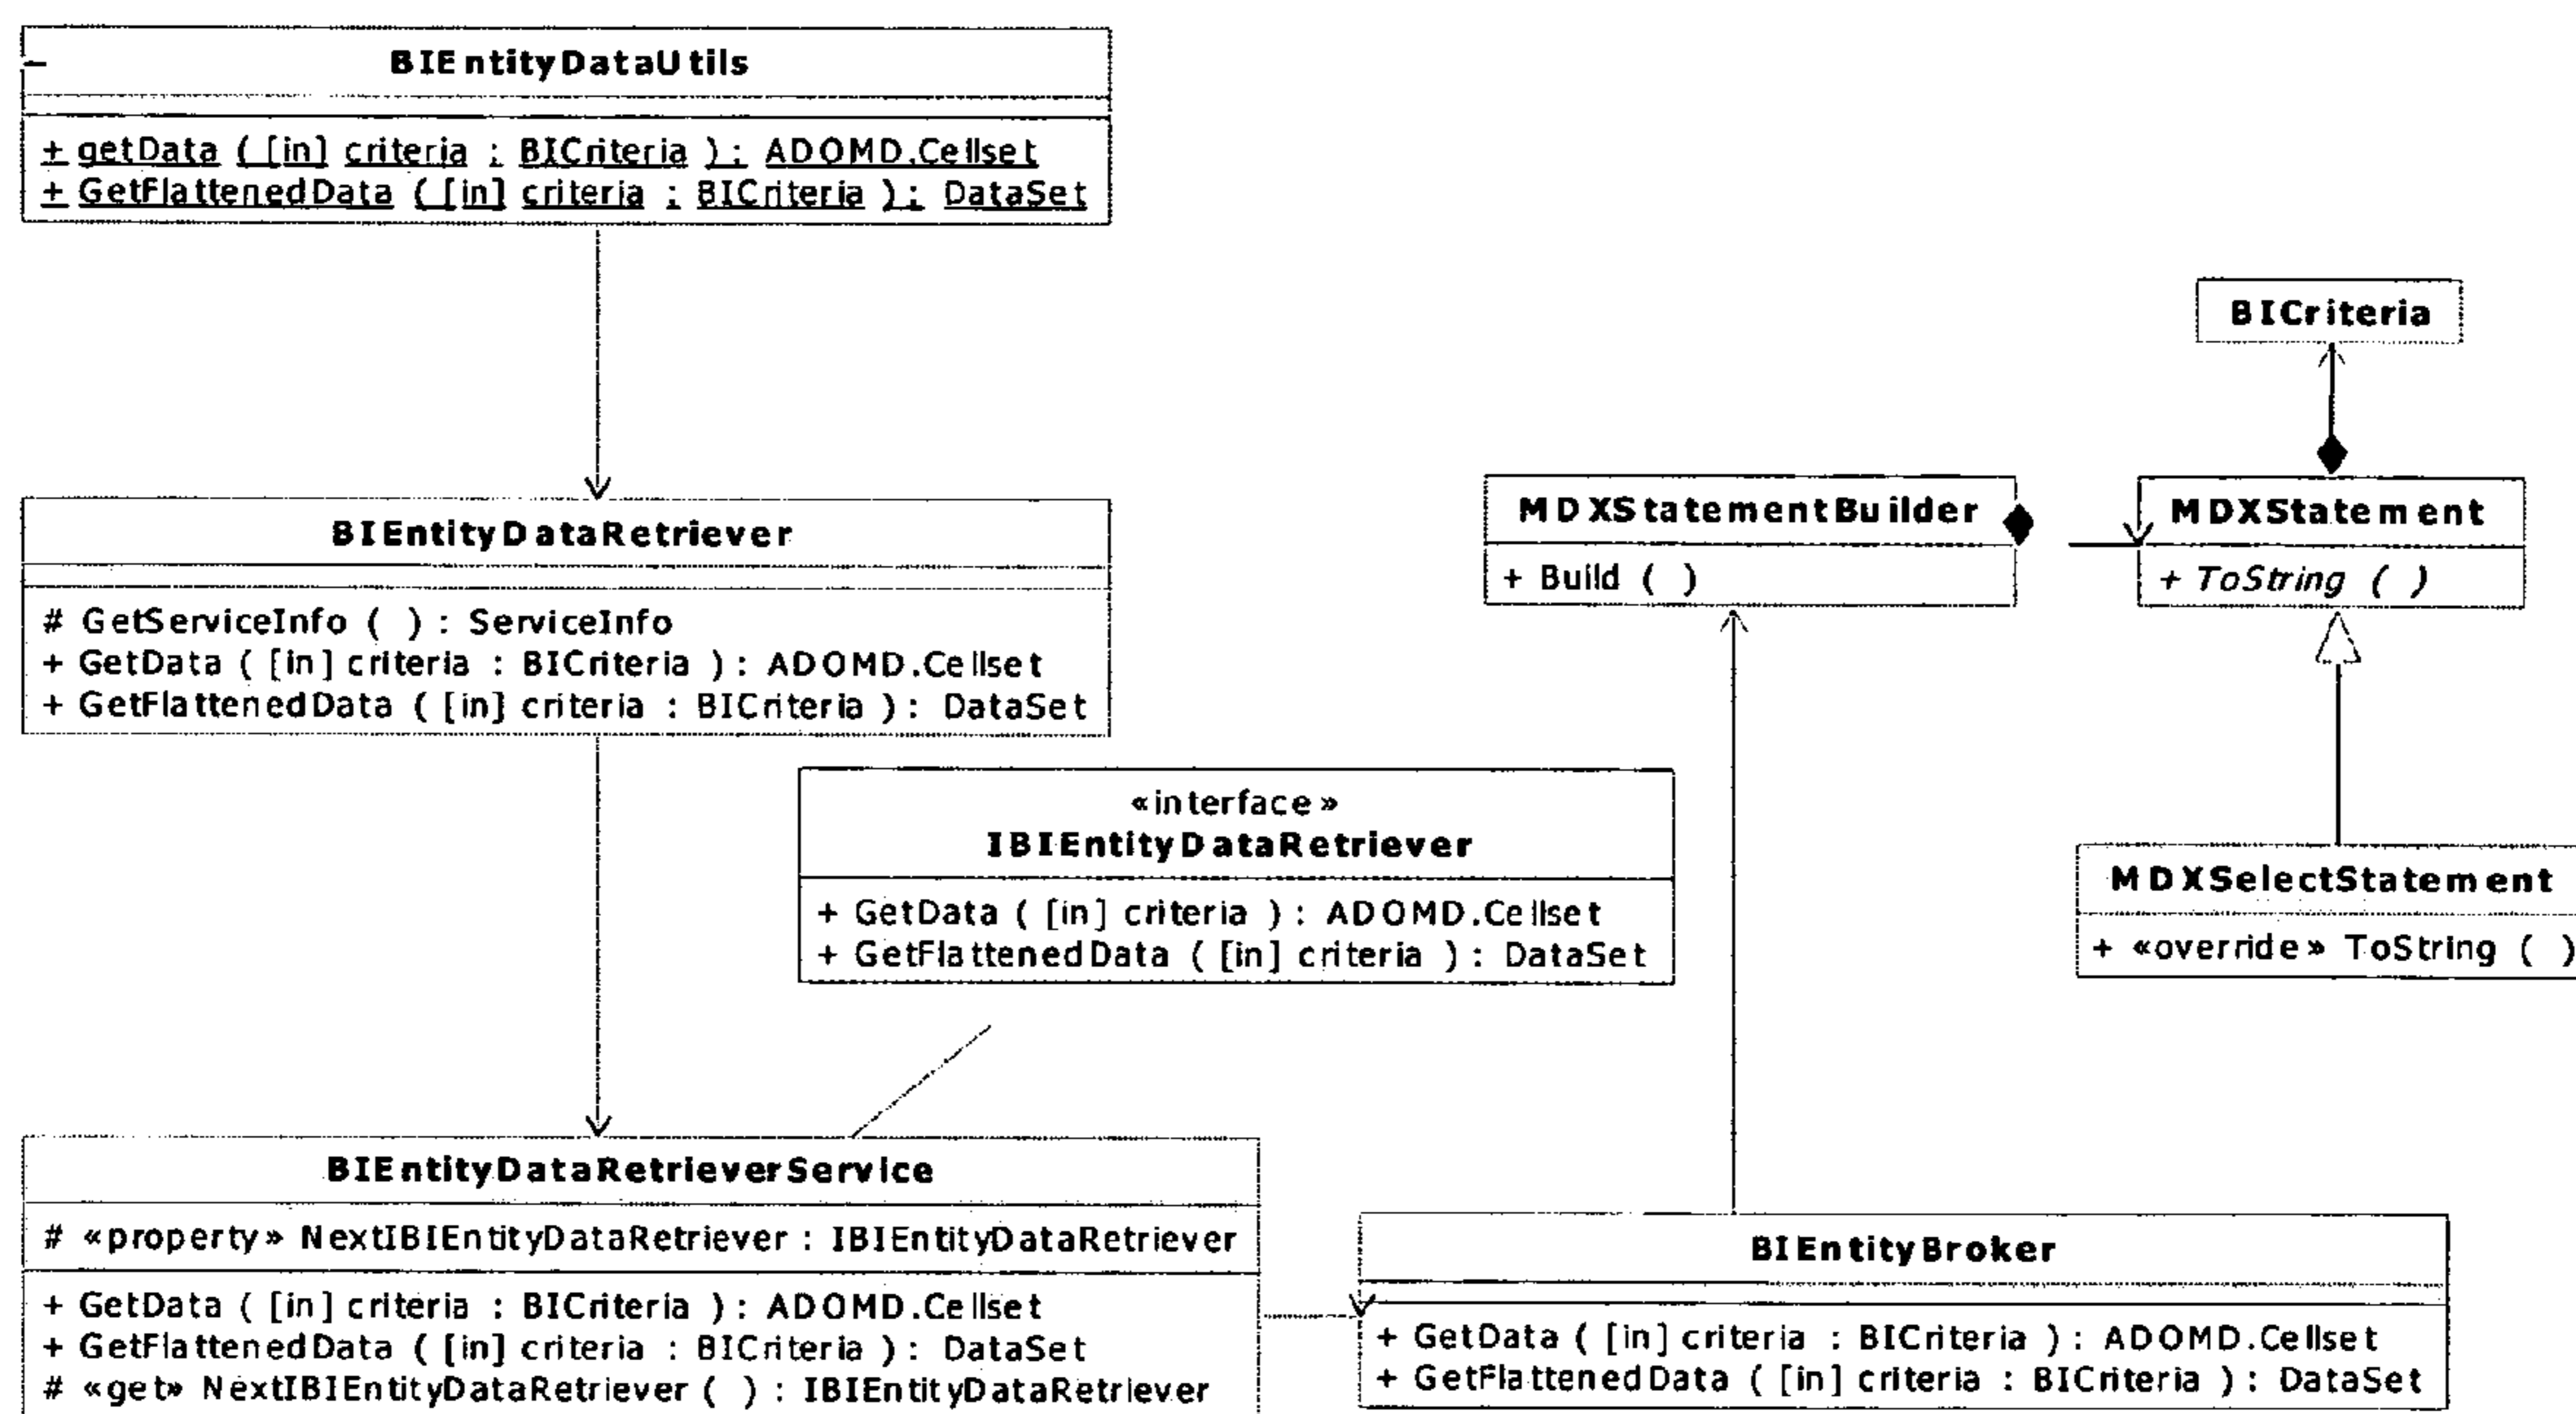 BIEntityDataUtils
+ getData ( [in] criteria : BICriteria ) : ADOMD.Cellset
+ GetFlattenedData ( [in] criteria : BICriteria ) : DataSet
BICriteria
MDXStatementBuilder
+ Build ( )
MDXStatement
+ ToString ( )
BIEntityDataRetriever
# GetServiceInfo ( ) : ServiceInfo
+ GetData ( [in] criteria : BICriteria ) : ADOMD.Cellset
+ GetFlattenedData ( [in] criteria : BICriteria ) : DataSet
«interface»
IBIEntityDataRetriever
+ GetData ( [in] criteria ) : ADOMD.Cellset
+ GetFlattenedData ( [in] criteria ) : DataSet
MDXSelectStatement
+ «override» ToString ( )
BIEntityDataRetrieverService
# «property» NextIBIEntityDataRetriever : IBIEntityDataRetriever
+ GetData ( [in] criteria : BICriteria ) : ADOMD.Cellset
+ GetFlattenedData ( [in] criteria : BICriteria ) : DataSet
# «get» NextIBIEntityDataRetriever ( ) : IBIEntityDataRetriever
BIEntityBroker
+ GetData ( [in] criteria : BICriteria ) : ADOMD.Cellset
+ GetFlattenedData ( [in] criteria : BICriteria ) : DataSet